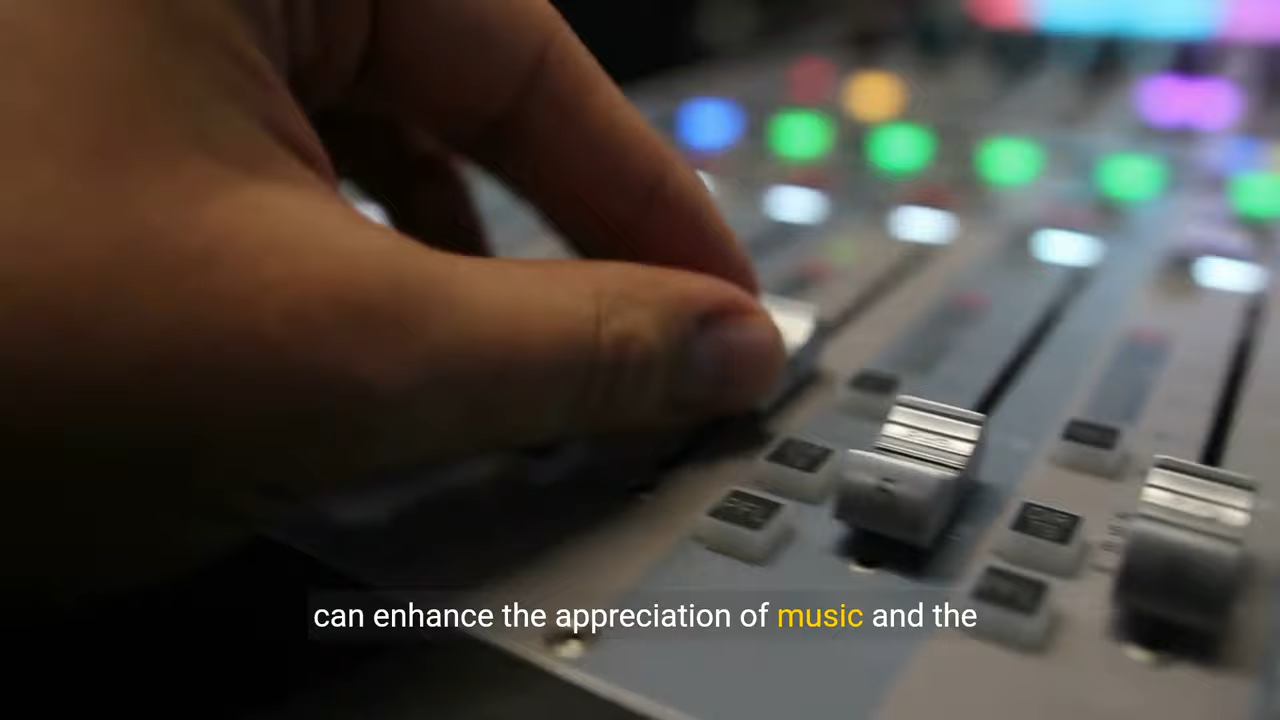 can enhance the appreciation of music and the